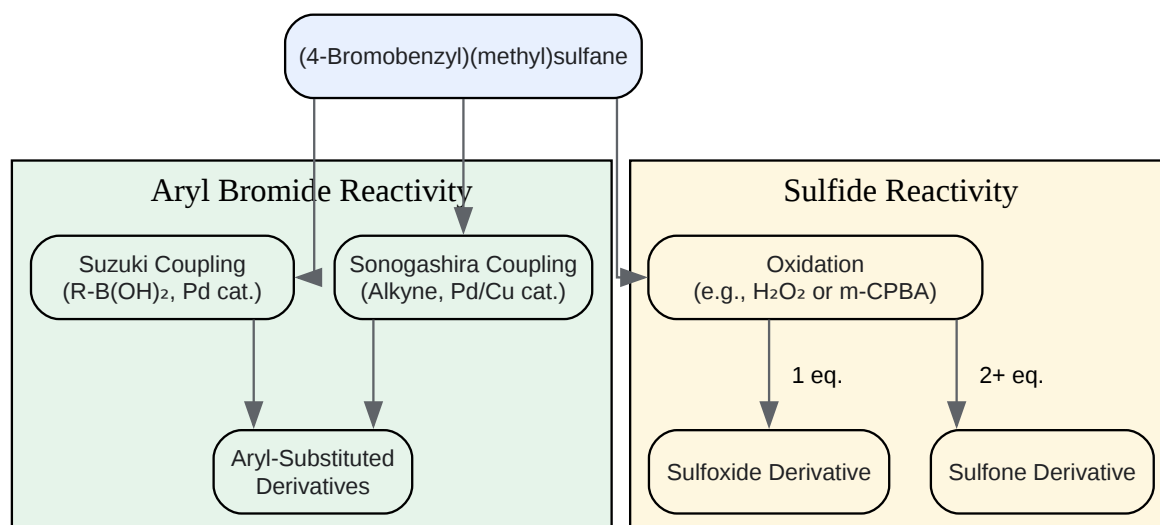 (4-Bromobenzyl)(methyl)sulfane
Aryl Bromide Reactivity
Sulfide Reactivity
Suzuki Coupling
(R-B(OH)₂, Pd cat.)
Sonogashira Coupling
(Alkyne, Pd/Cu cat.)
Oxidation
(e.g., H₂O₂ or m-CPBA)
1 eq.
2+ eq.
Aryl-Substituted
Derivatives
Sulfoxide Derivative
Sulfone Derivative